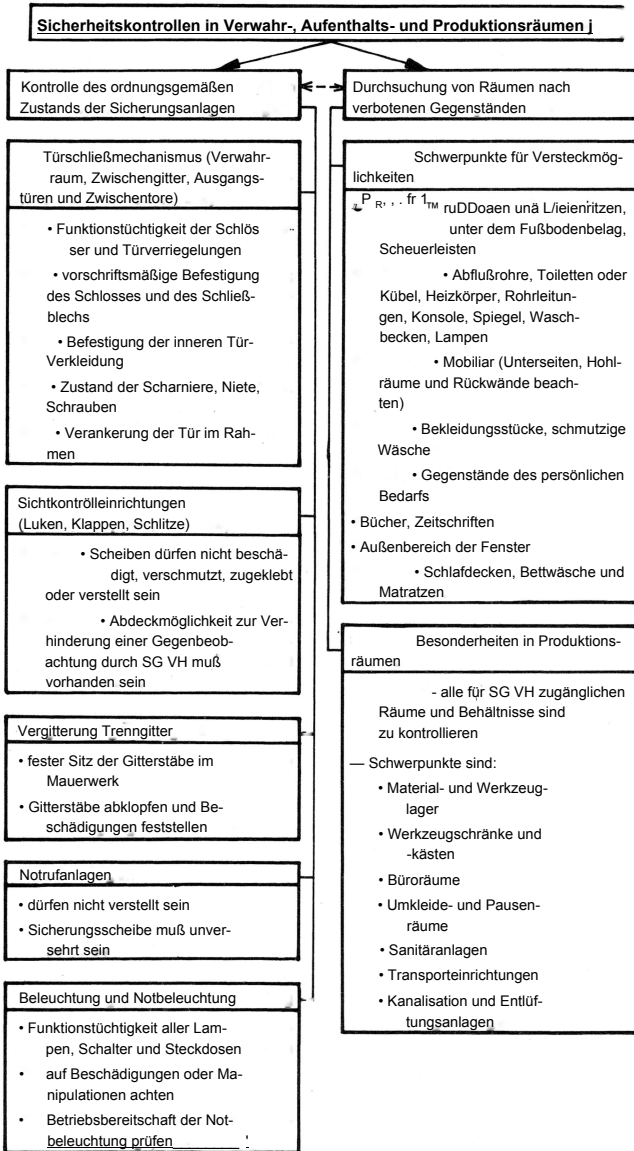 Sicherheitskontrollen in Verwahr-, Aufenthalts- und Produktionsräumen j
Kontrolle des ordnungsgemäßen
Zustands der Sicherungsanlagen
Türschließmechanismus (Verwahr-
raum, Zwischengitter, Ausgangs-
türen und Zwischentore)
• Funktionstüchtigkeit der Schlös
ser und Türverriegelungen
• vorschriftsmäßige Befestigung
des Schlosses und des Schließ-
blechs
• Befestigung der inneren Tür-
Verkleidung
• Zustand der Scharniere, Niete,
Schrauben
• Verankerung der Tür im Rah-
men
Sichtkontrölleinrichtungen
(Luken, Klappen, Schlitze)
• Scheiben dürfen nicht beschä-
digt, verschmutzt, zugeklebt
oder verstellt sein
• Abdeckmöglichkeit zur Ver-
hinderung einer Gegenbeob-
achtung durch SG VH muß
vorhanden sein
Vergitterung Trenngitter
• fester Sitz der Gitterstäbe im
Mauerwerk
• Gitterstäbe abklopfen und Be-
schädigungen feststellen
Notrufanlagen
• dürfen nicht verstellt sein
• Sicherungsscheibe muß unver-
sehrt sein
Beleuchtung und Notbeleuchtung
• Funktionstüchtigkeit aller Lam-
pen, Schalter und Steckdosen
• auf Beschädigungen oder Ma-
nipulationen achten
• Betriebsbereitschaft der Not-
beleuchtung prüfen
Durchsuchung von Räumen nach
verbotenen Gegenständen
Schwerpunkte für Versteckmög-
lichkeiten
P R, , . fr 1™ ruDDoaen unä L/ieienritzen,
unter dem Fußbodenbelag,
Scheuerleisten
• Abflußrohre, Toiletten oder
Kübel, Heizkörper, Rohrleitun-
gen, Konsole, Spiegel, Wasch-
becken, Lampen
• Mobiliar (Unterseiten, Hohl-
räume und Rückwände beach-
ten)
• Bekleidungsstücke, schmutzige
Wäsche
• Gegenstände des persönlichen
Bedarfs
• Bücher, Zeitschriften
• Außenbereich der Fenster
• Schlafdecken, Bettwäsche und
Matratzen
Besonderheiten in Produktions-
räumen
- alle für SG VH zugänglichen
Räume und Behältnisse sind
zu kontrollieren
— Schwerpunkte sind:
• Material- und Werkzeug-
lager
• Werkzeugschränke und
-kästen
• Büroräume
• Umkleide- und Pausen-
räume
• Sanitäranlagen
• Transporteinrichtungen
• Kanalisation und Entlüf-
tungsanlagen